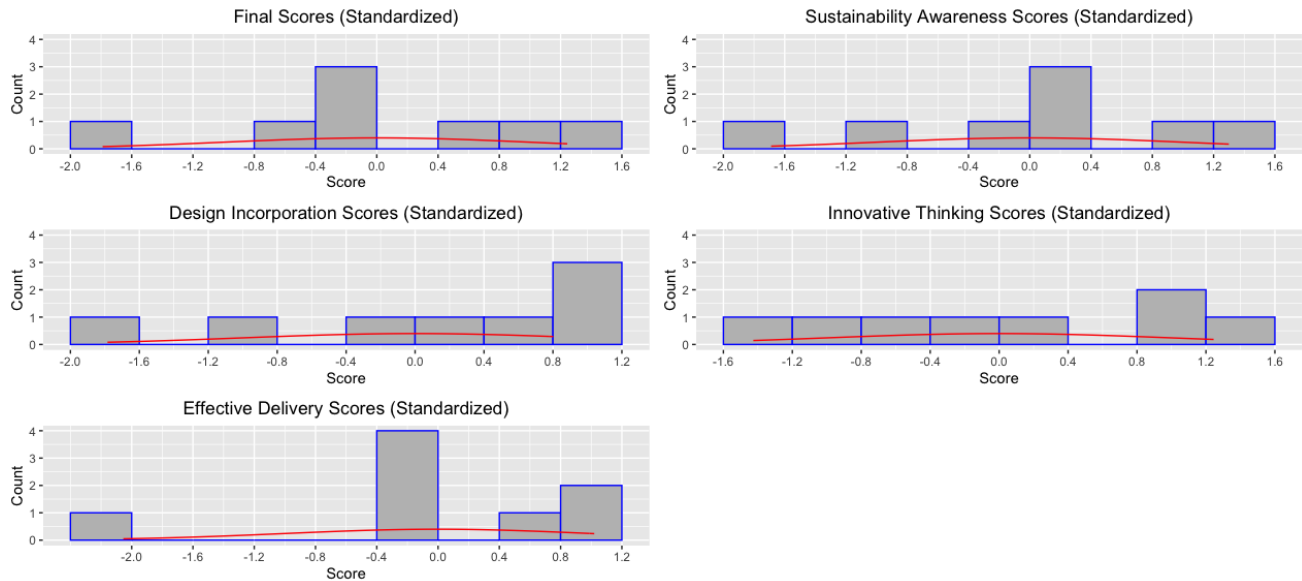 Final Scores (Standardized)
4
3
2
1
0
Count
-2.0 -1.6 -1.2 -0.8 -0.4 0.0 0.4 0.8 1.2 1.6
Score
Sustainability Awareness Scores (Standardized)
4
3
2
1
0
Count
-2.0 -1.6 -1.2 -0.8 -0.4 0.0 0.4 0.8 1.2 1.6
Score
Design Incorporation Scores (Standardized)
4
3
2
1
0
Count
-2.0 -1.6 -1.2 -0.8 -0.4 0.0 0.4 0.8 1.2
Score
Innovative Thinking Scores (Standardized)
4
3
2
1
0
Count
-1.6 -1.2 -0.8 -0.4 0.0 0.4 0.8 1.2 1.6
Score
Effective Delivery Scores (Standardized)
4
3
2
1
0
Count
-2.0 -1.6 -1.2 -0.8 -0.4 0.0 0.4 0.8 1.2
Score